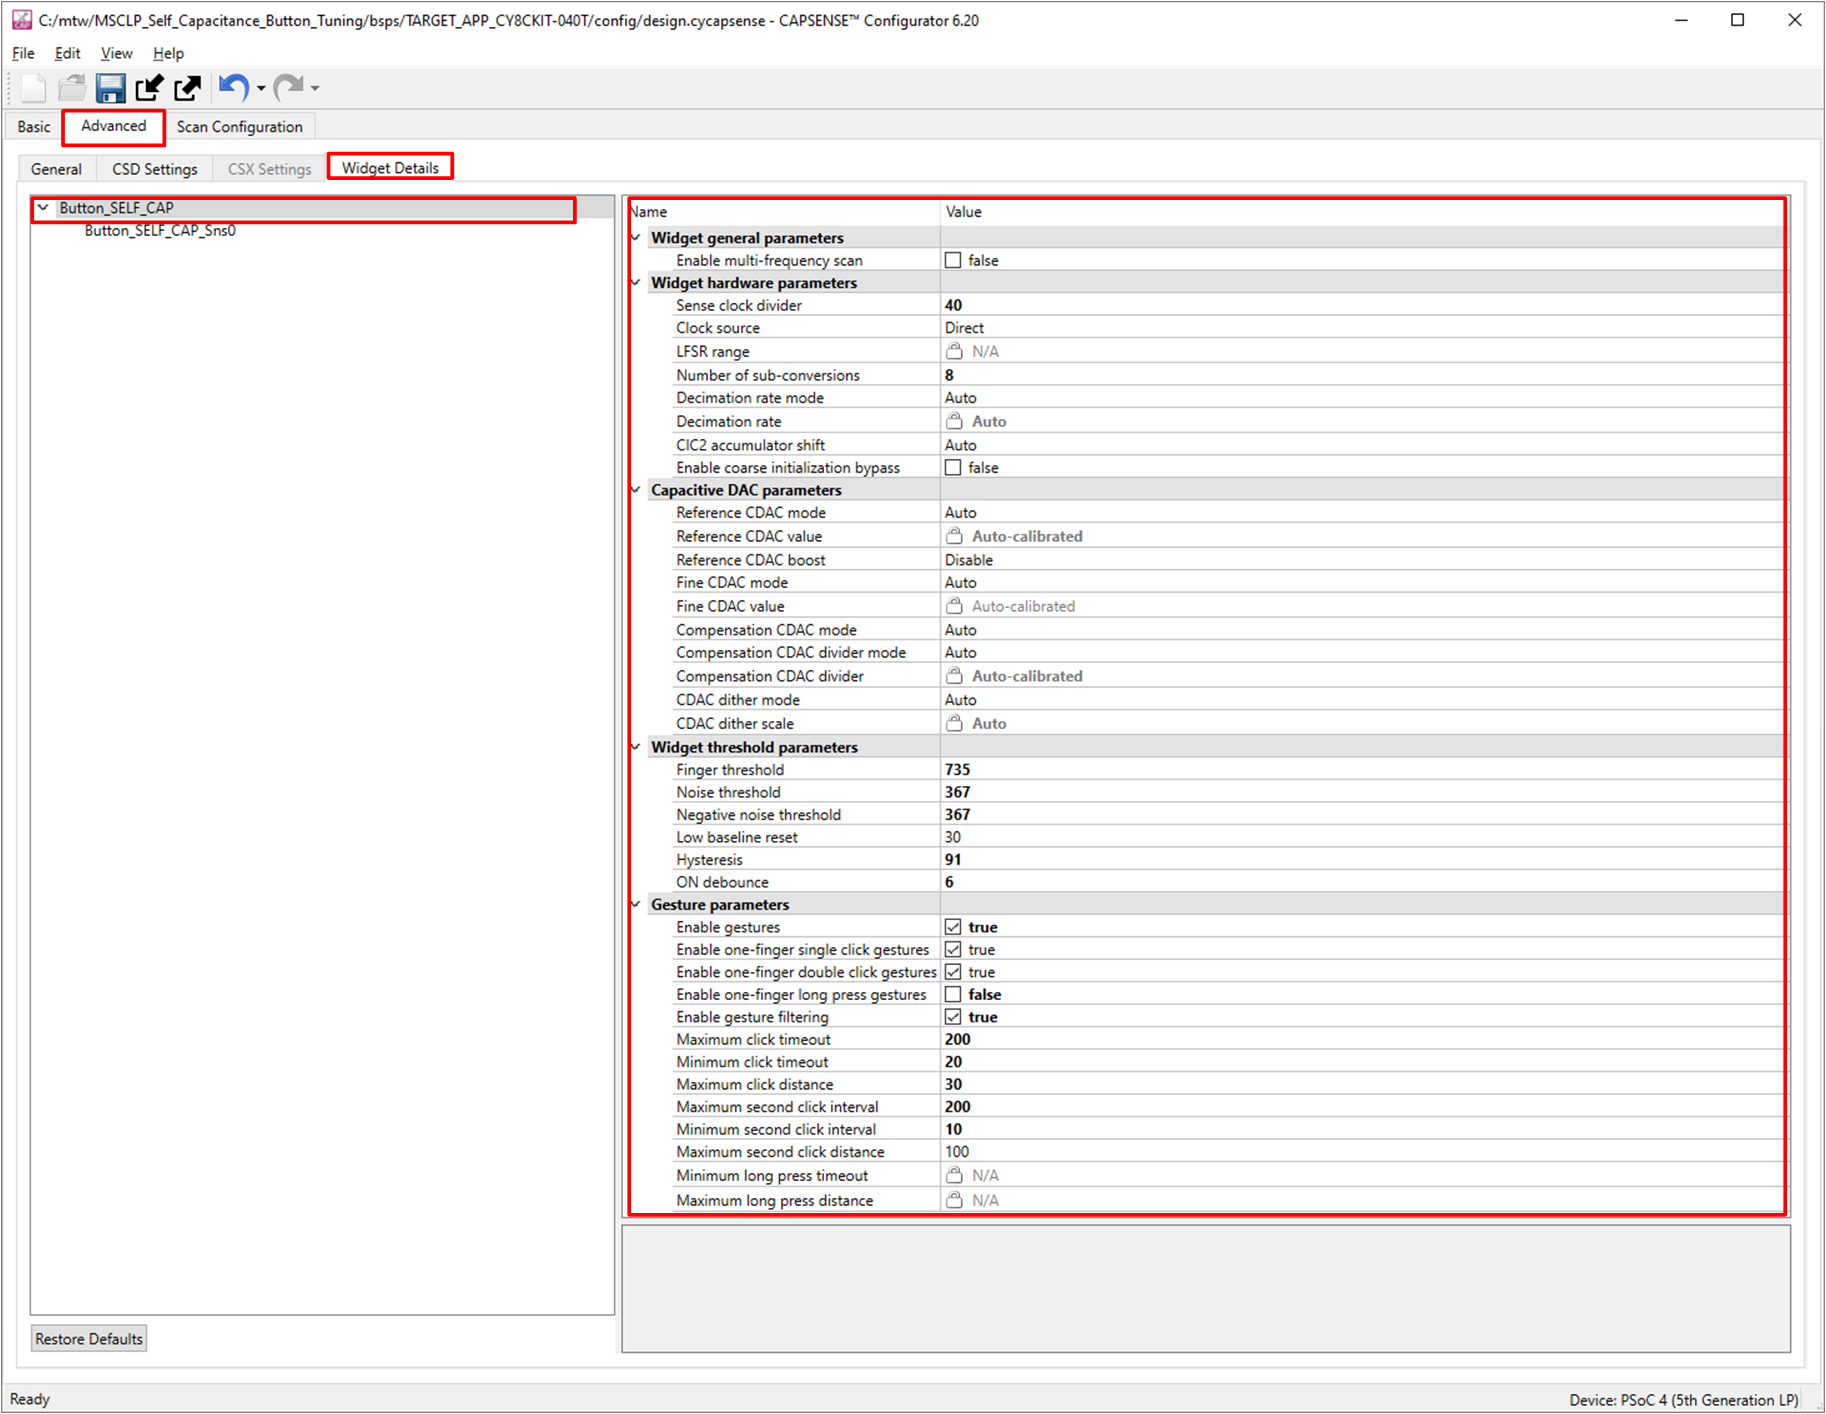 C:/mtw/MSCLP_Self_Capacitance_Button_Tuning/bsps/TARGET_APP_CY8CKIT-040T/config/design.cycapsense - CAPSENSE™ Configurator 6.20
File Edit View Help
Basic Advanced Scan Configuration
General CSD Settings CSX Settings Widget Details
Button_SELF_CAP
Button_SELF_CAP_Sns0
Name Value
Widget general parameters
Enable multi-frequency scan false
Widget hardware parameters
Sense clock divider 40
Clock source Direct
LFSR range N/A
Number of sub-conversions 8
Decimation rate mode Auto
Decimation rate Auto
CIC2 accumulator shift Auto
Enable coarse initialization bypass false
Capacitive DAC parameters
Reference CDAC mode Auto
Reference CDAC value Auto-calibrated
Reference CDAC boost Disable
Fine CDAC mode Auto
Fine CDAC value Auto-calibrated
Compensation CDAC mode Auto
Compensation CDAC divider mode Auto
Compensation CDAC divider Auto-calibrated
CDAC dither mode Auto
CDAC dither scale Auto
Widget threshold parameters
Finger threshold 735
Noise threshold 367
Negative noise threshold 367
Low baseline reset 30
Hysteresis 91
ON debounce 6
Gesture parameters
Enable gestures true
Enable one-finger single click gestures true
Enable one-finger double click gestures true
Enable one-finger long press gestures false
Enable gesture filtering true
Maximum click timeout 200
Minimum click timeout 20
Maximum click distance 30
Maximum second click interval 200
Minimum second click interval 10
Maximum second click distance 100
Minimum long press timeout N/A
Maximum long press distance N/A
Restore Defaults
Ready Device: PSoC 4 (5th Generation LP)